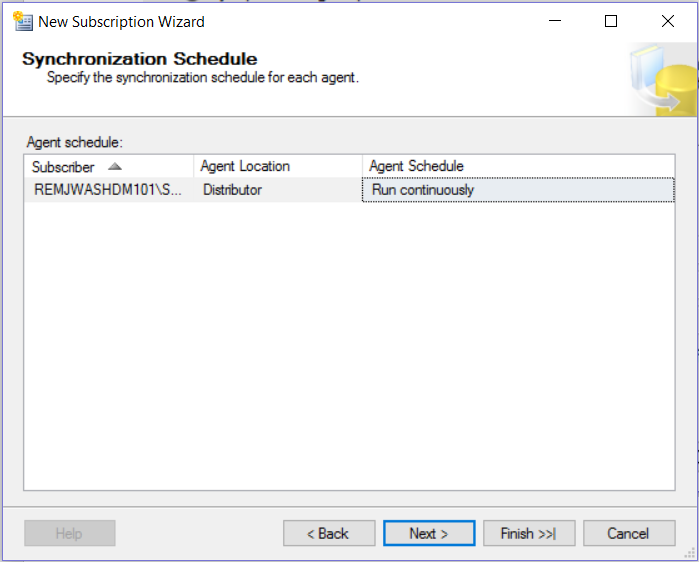 New Subscription Wizard
Synchronization Schedule
Specify the synchronization schedule for each agent.
Agent schedule:
Subscriber Agent Location Agent Schedule
REMJWASHDM101\S... Distributor Run continuously
Help < Back Next > Finish >>| Cancel